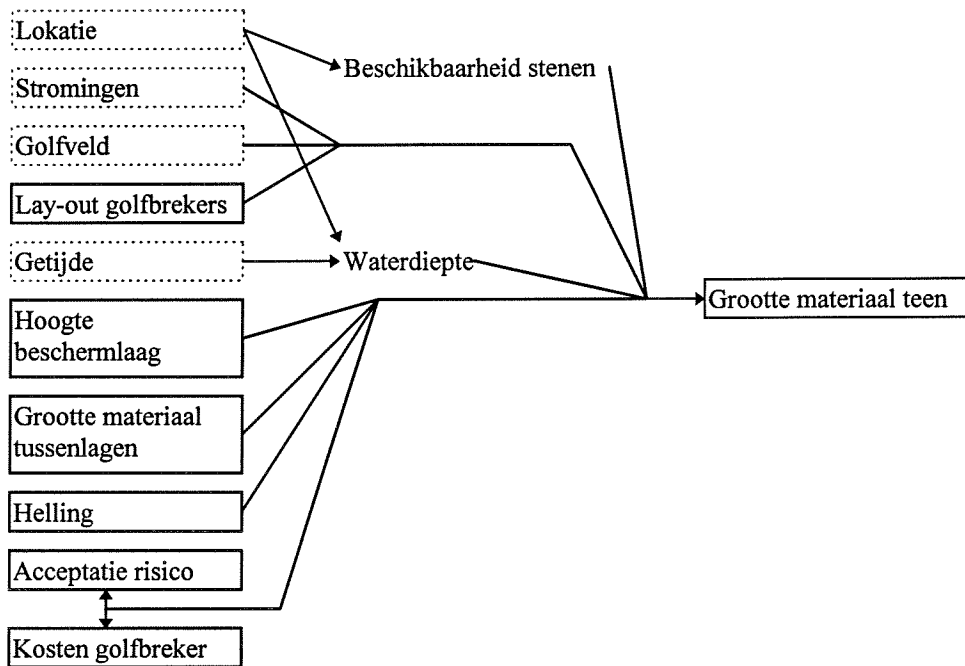 Lokatie
Beschikbaarheid stenen
Stromingen
Golfveld
Lay-out golfbrekers
Getijde
Waterdiepte
Grootte materiaal teen
Hoogte
beschermlaag
Grootte materiaal
tussenlagen
Helling
Acceptatie risico
Kosten golfbreker